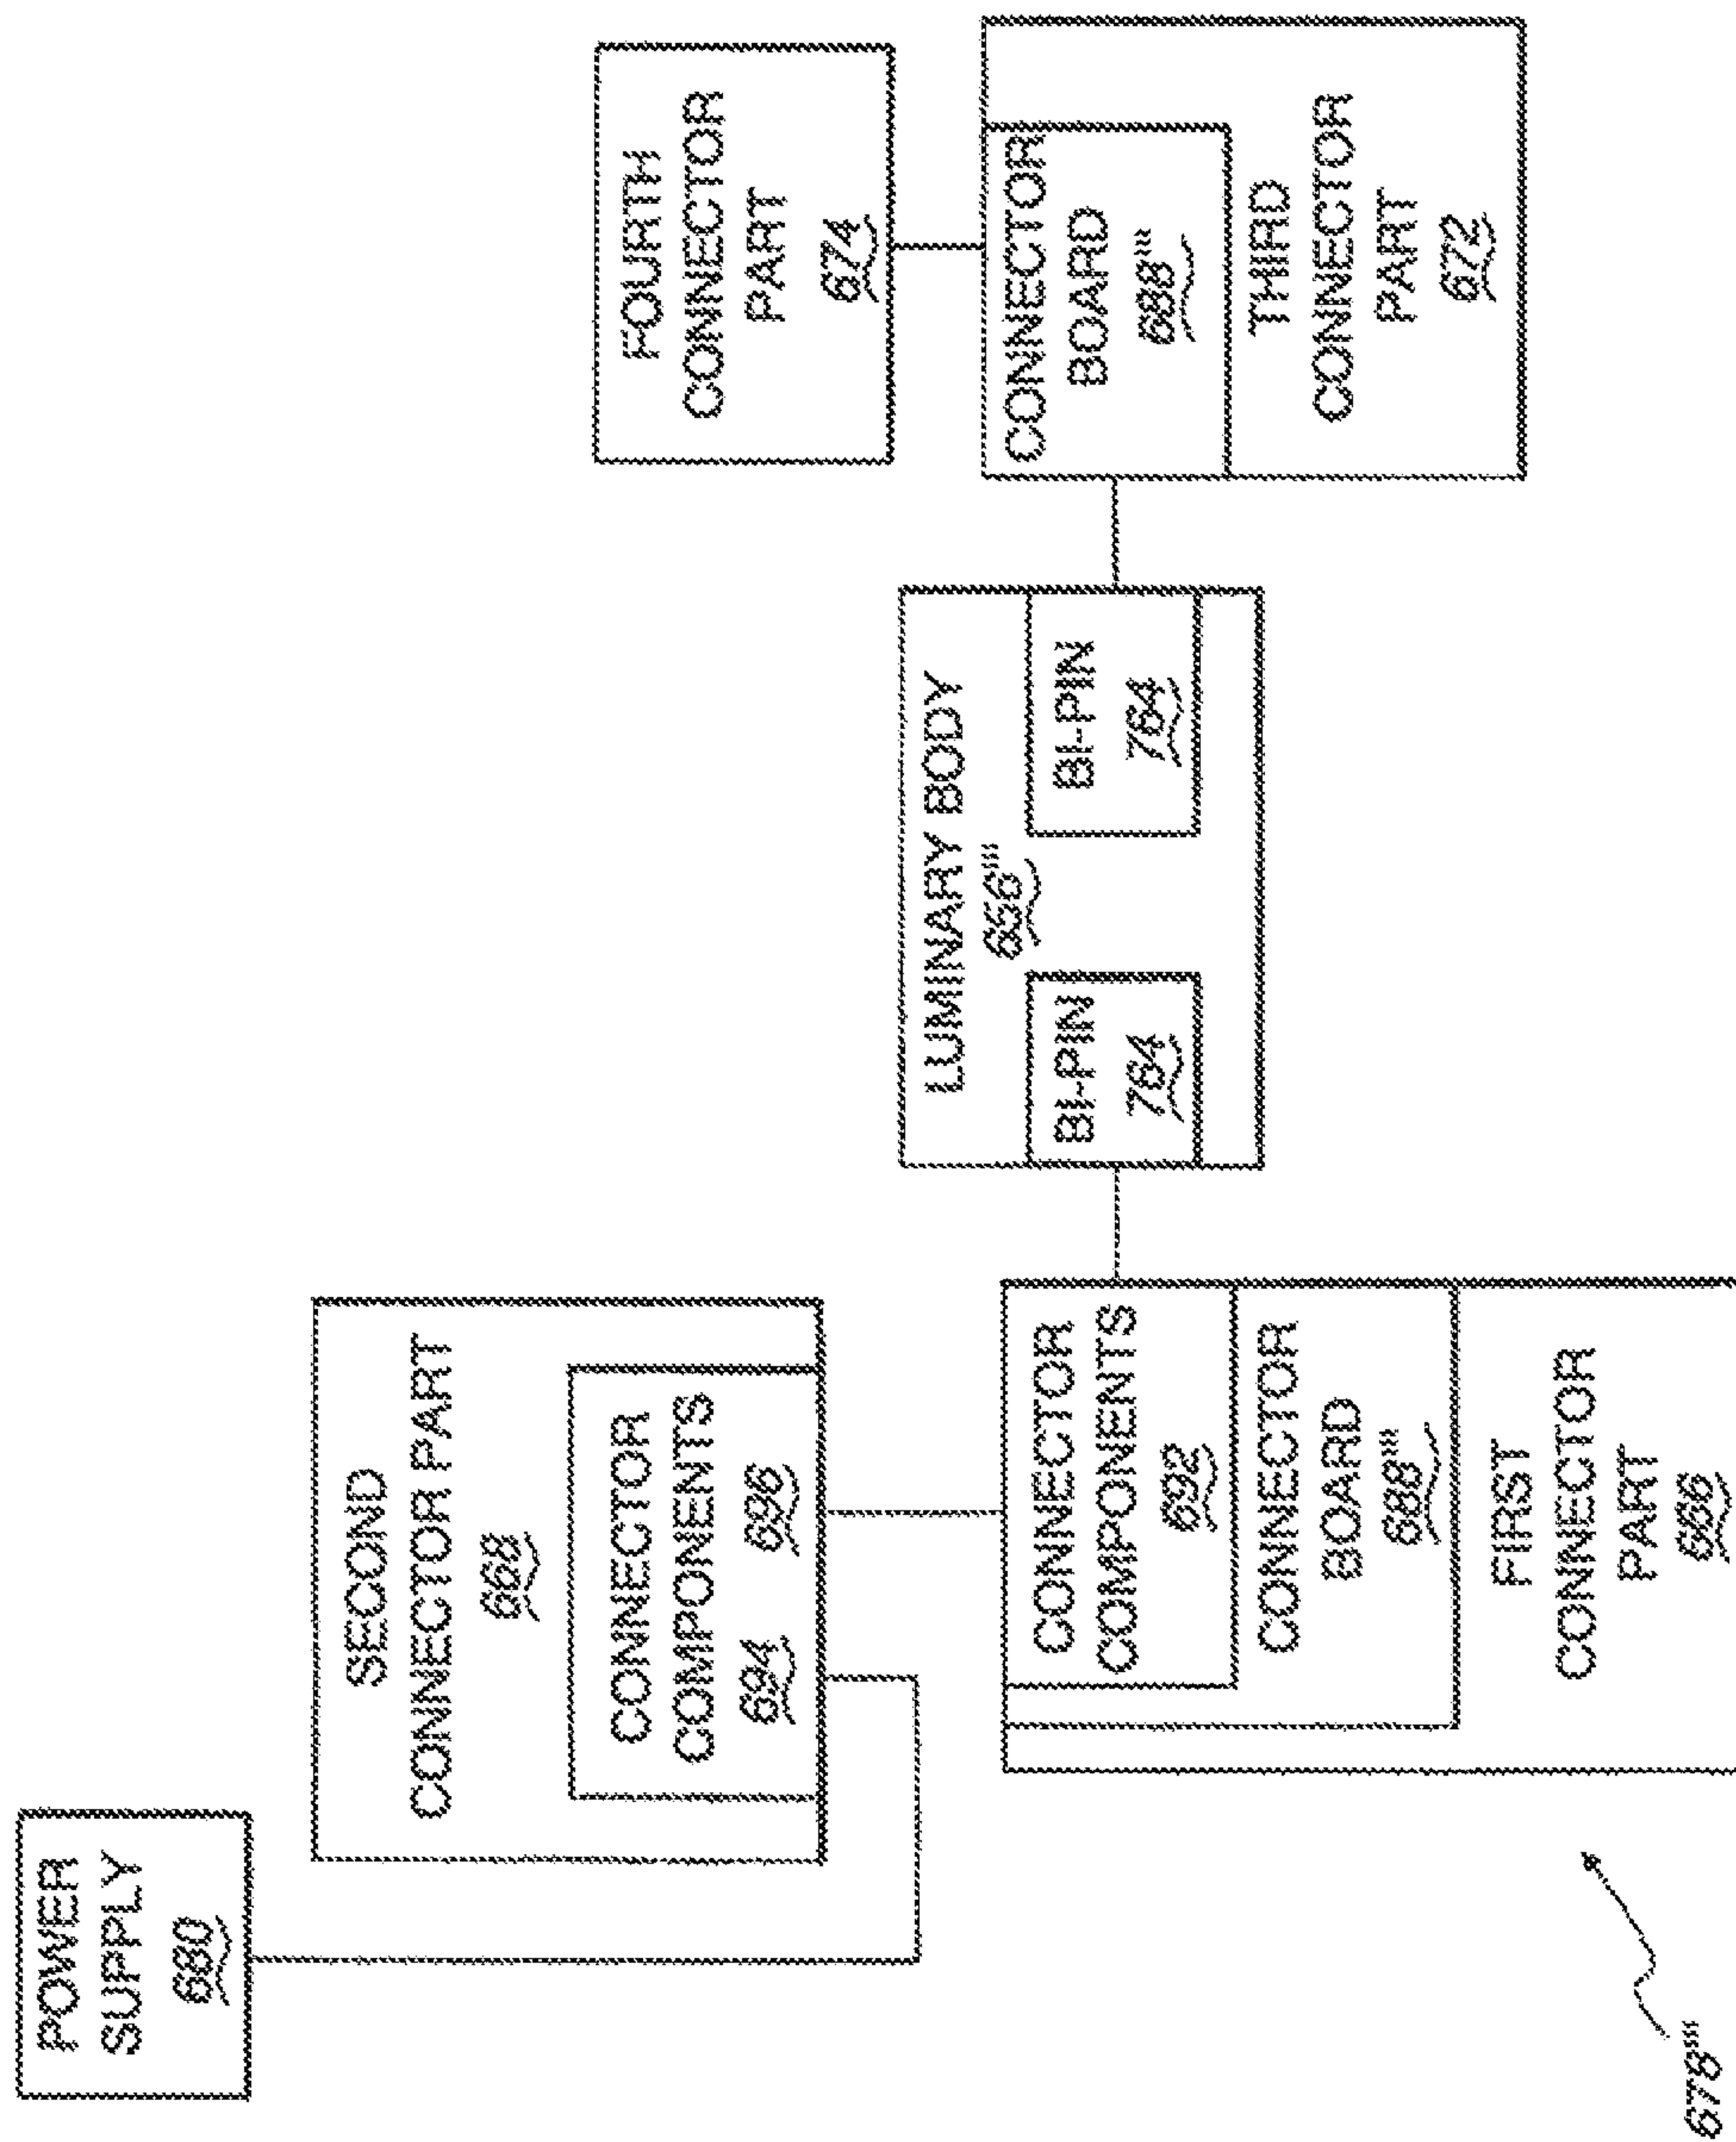 POWER
SUPPLY
680
SECOND
CONNECTOR PART
668
CONNECTOR
COMPONENTS
694 696
FOURTH
CONNECTOR
PART
674
LUMINARY BODY
656'''
BI-PIN
764
BI-PIN
764
CONNECTOR
COMPONENTS
692
CONNECTOR
BOARD
688'''
FIRST
CONNECTOR
PART
666
CONNECTOR
BOARD
688'''
THIRD
CONNECTOR
PART
672
678'''